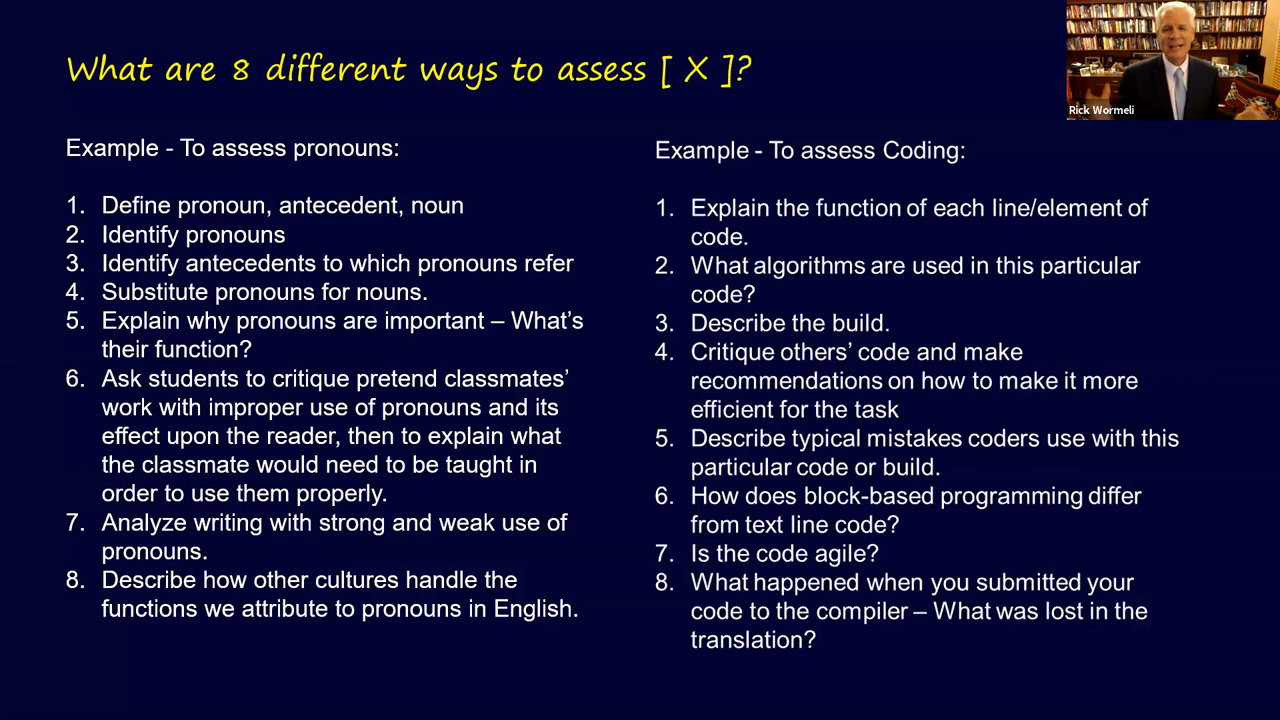 What are 8 different ways to assess [ X ]?
Rick Wormeli
Example - To assess pronouns:
1. Define pronoun, antecedent, noun
2. Identify pronouns
3. Identify antecedents to which pronouns refer
4. Substitute pronouns for nouns.
5. Explain why pronouns are important – What's
their function?
6. Ask students to critique pretend classmates'
work with improper use of pronouns and its
effect upon the reader, then to explain what
the classmate would need to be taught in
order to use them properly.
7. Analyze writing with strong and weak use of
pronouns.
8. Describe how other cultures handle the
functions we attribute to pronouns in English.
Example - To assess Coding:
1. Explain the function of each line/element of
code.
2. What algorithms are used in this particular
code?
3. Describe the build.
4. Critique others' code and make
recommendations on how to make it more
efficient for the task
5. Describe typical mistakes coders use with this
particular code or build.
6. How does block-based programming differ
from text line code?
7. Is the code agile?
8. What happened when you submitted your
code to the compiler – What was lost in the
translation?